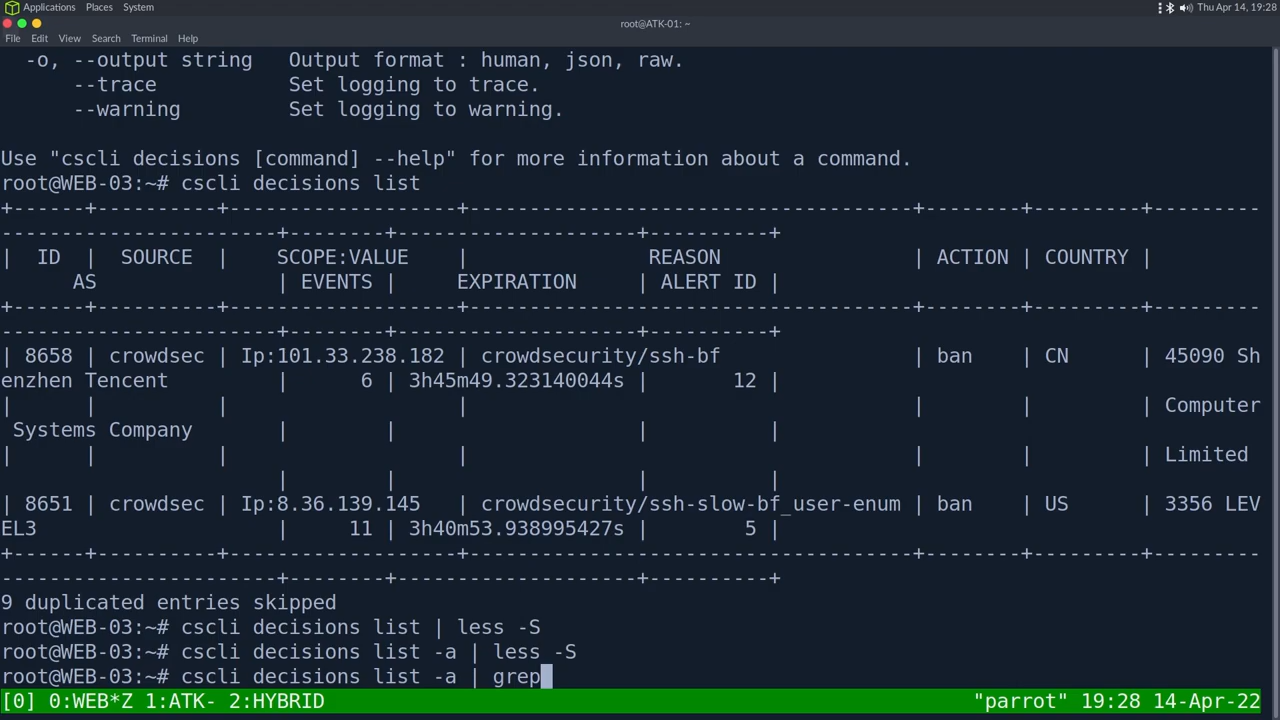 Applications Places System Thu Apr 14, 19:28
root@ATK-01: ~
File Edit View Search Terminal Help
  -o, --output string   Output format : human, json, raw.
      --trace           Set logging to trace.
      --warning         Set logging to warning.
Use "cscli decisions [command] --help" for more information about a command.
root@WEB-03:~# cscli decisions list
+------+----------+-------------------+--------------------------------------+--------+---------+---------
-----------------------+--------+--------------------+----------+
|  ID  |  SOURCE  |    SCOPE:VALUE    |               REASON                | ACTION | COUNTRY |
      AS               | EVENTS |     EXPIRATION     | ALERT ID |
+------+----------+-------------------+--------------------------------------+--------+---------+---------
-----------------------+--------+--------------------+----------+
| 8658 | crowdsec | Ip:101.33.238.182 | crowdsecurity/ssh-bf                | ban    | CN      | 45090 Sh
enzhen Tencent         |      6 | 3h45m49.323140044s |       12 |
|      |          |                   |                                     |        |         | Computer
 Systems Company       |        |                    |          |
|      |          |                   |                                     |        |         | Limited
                       |        |                    |          |
| 8651 | crowdsec | Ip:8.36.139.145   | crowdsecurity/ssh-slow-bf_user-enum | ban    | US      | 3356 LEV
EL3                    |     11 | 3h40m53.938995427s |        5 |
+------+----------+-------------------+--------------------------------------+--------+---------+---------
-----------------------+--------+--------------------+----------+
9 duplicated entries skipped
root@WEB-03:~# cscli decisions list | less -S
root@WEB-03:~# cscli decisions list -a | less -S
root@WEB-03:~# cscli decisions list -a | grep
[0] 0:WEB*Z 1:ATK- 2:HYBRID "parrot" 19:28 14-Apr-22